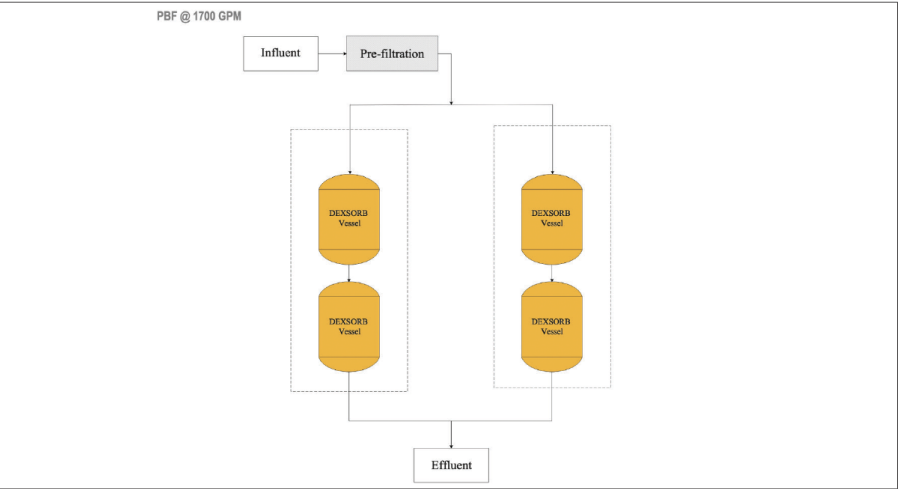 PBF @ 1700 GPM
Influent
Pre-filtration
DEXSORB
Vessel
DEXSORB
Vessel
DEXSORB
Vessel
DEXSORB
Vessel
Effluent